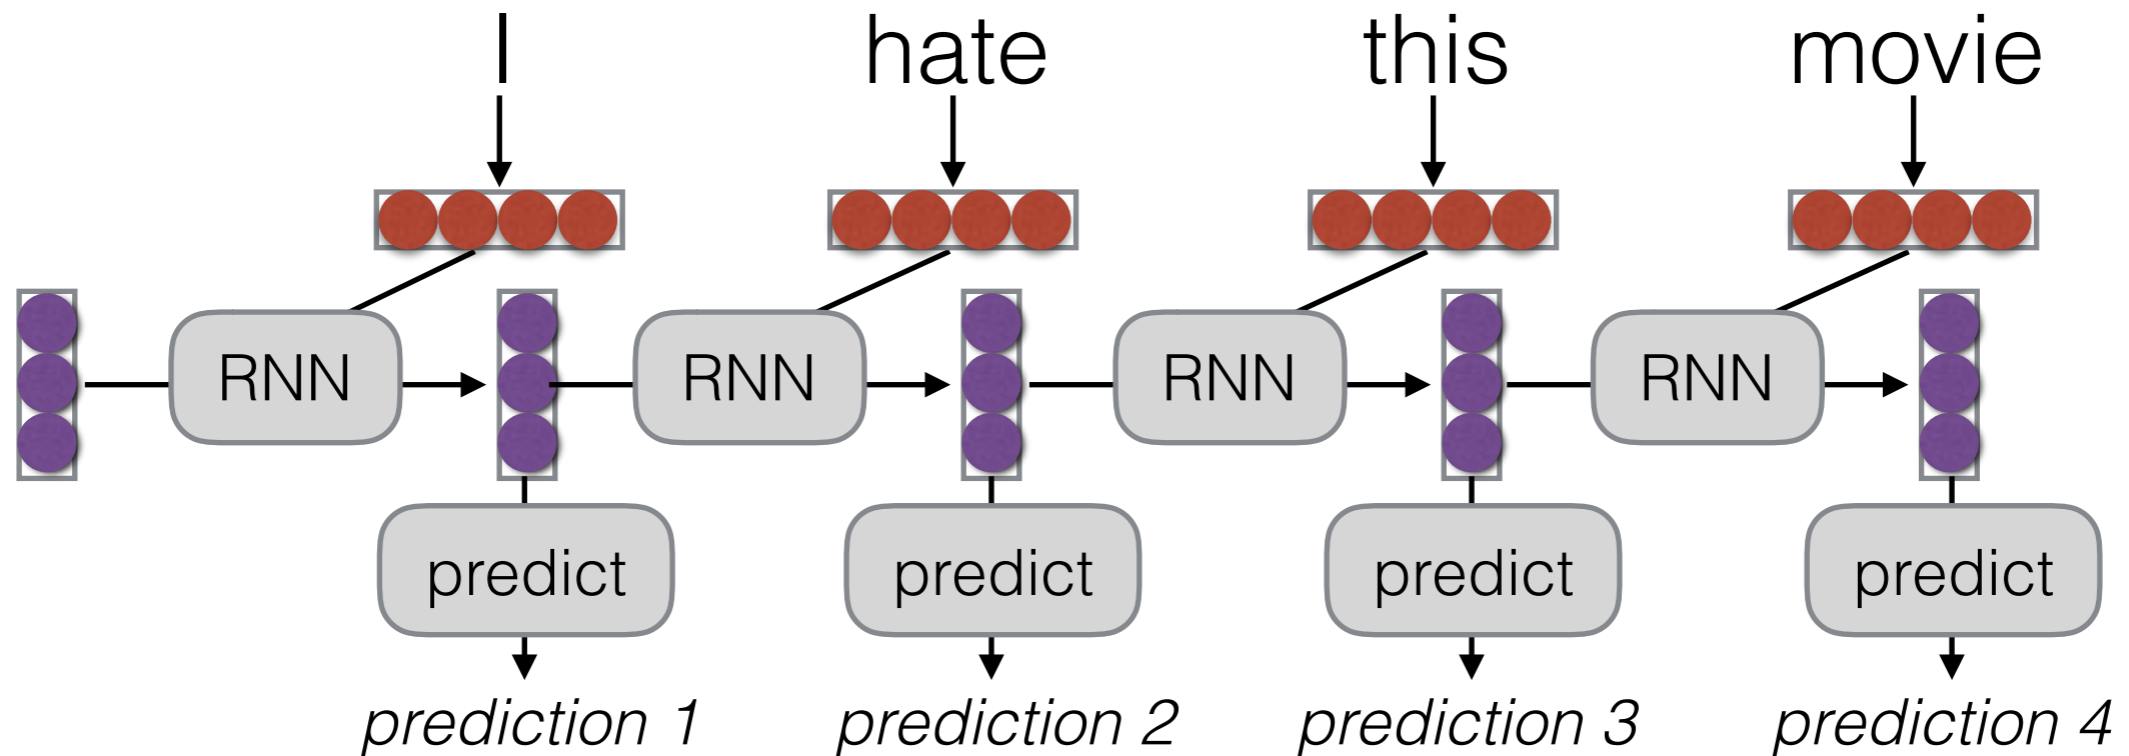 I hate this movie
RNN RNN RNN RNN
predict predict predict predict
prediction 1 prediction 2 prediction 3 prediction 4